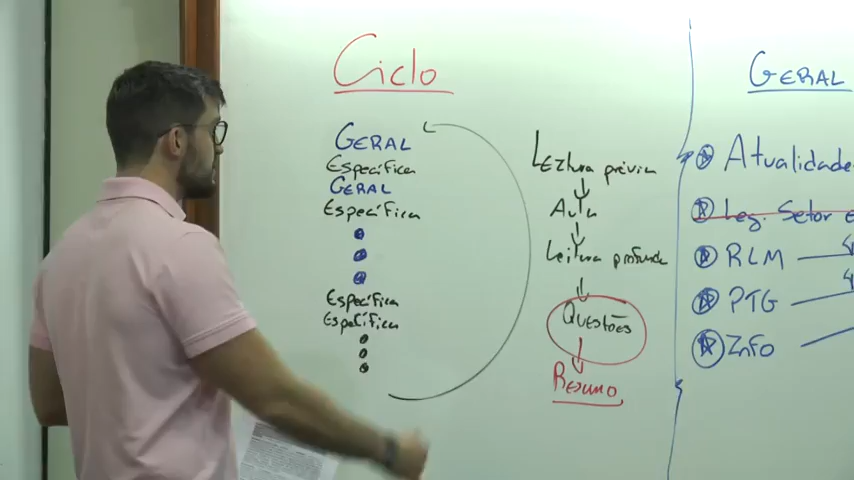 Ciclo
GERAL
Específica
GERAL
Específica
Específica
Específica
Leitura prévia
Aula
Leitura profunda
Questões
Resumo
GERAL
Atualidade
Leg. Setor e
RLM
PTG
Info